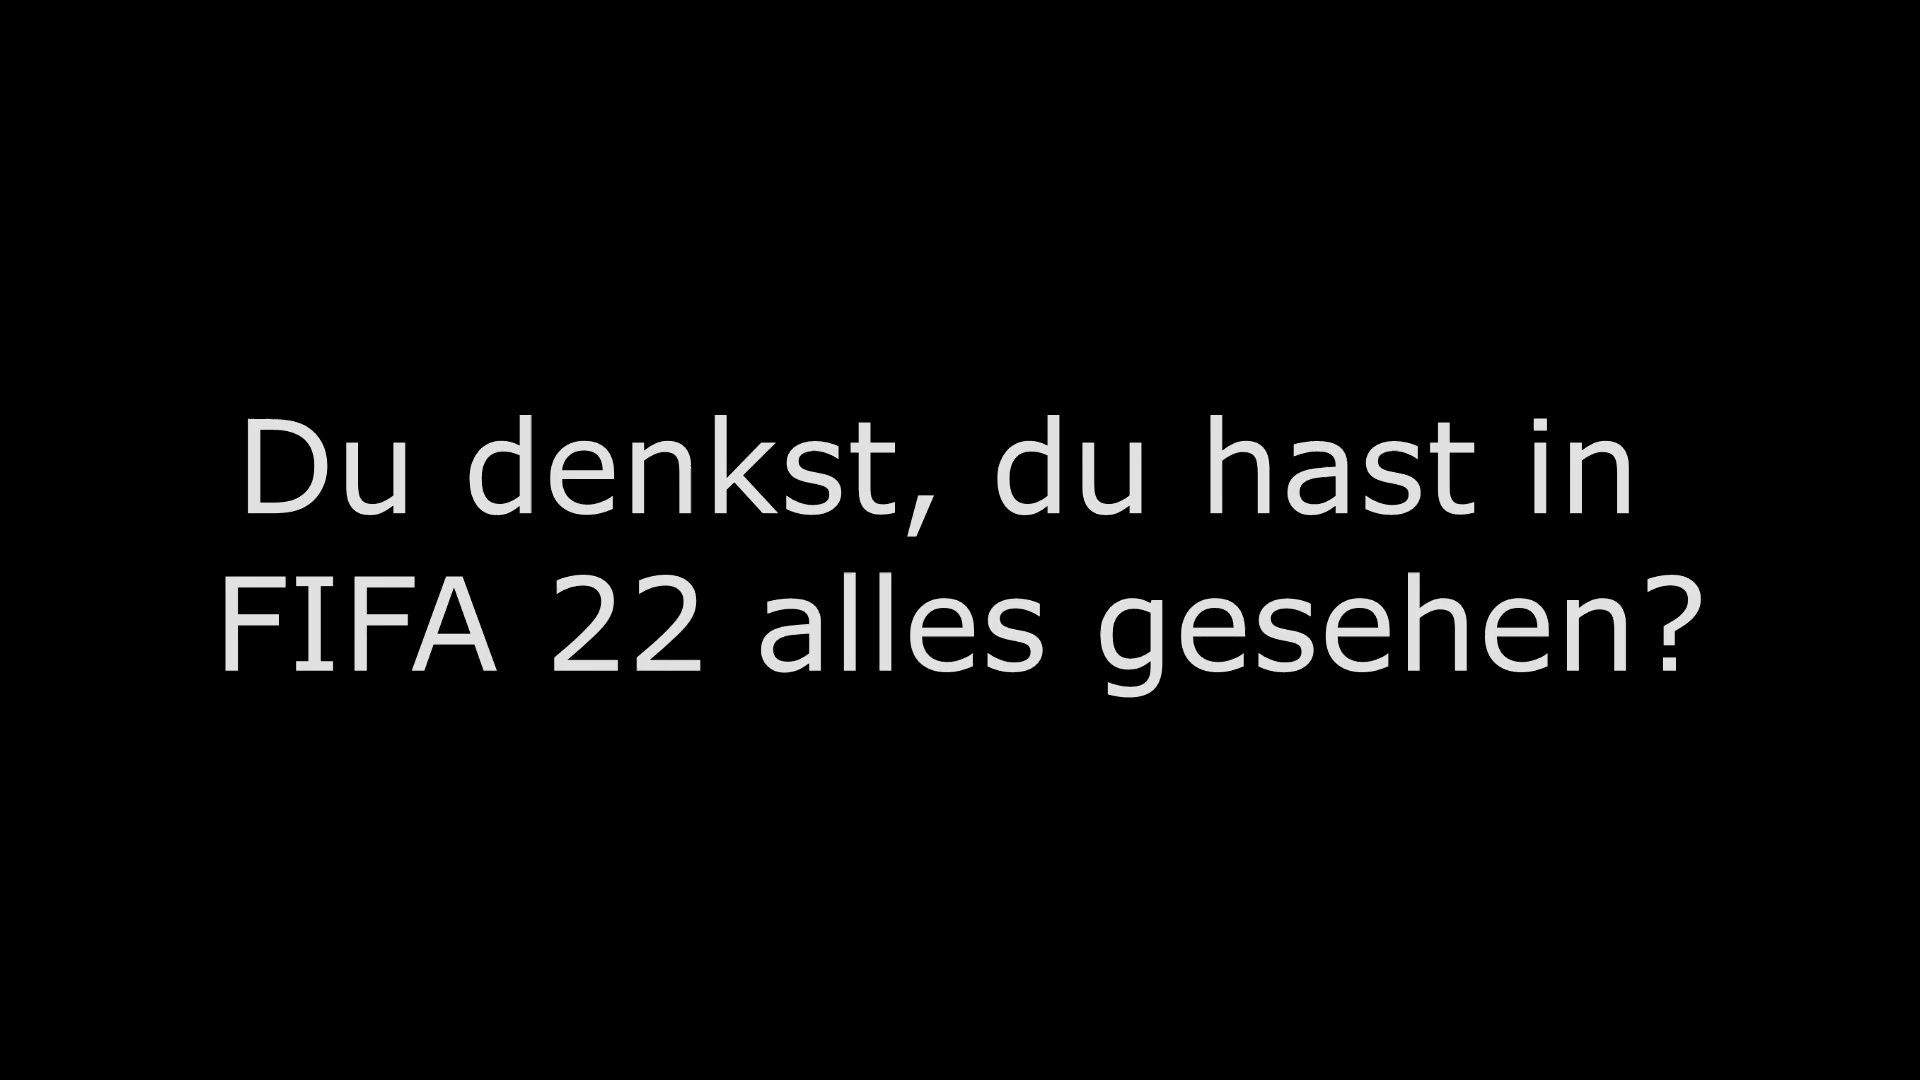 Du denkst, du hast in
FIFA 22 alles gesehen?